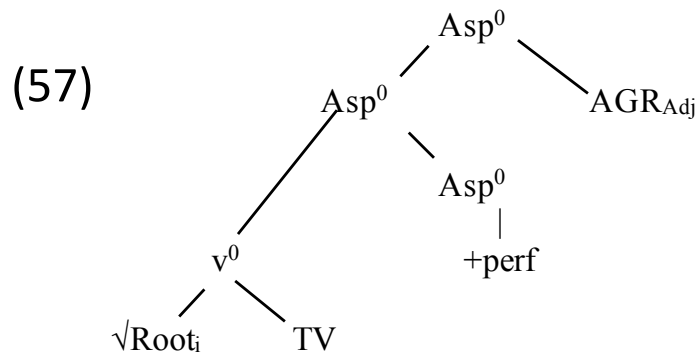 Asp⁰
(57)
Asp⁰ AGR_Adj
Asp⁰
v⁰ +perf
√Root_i TV